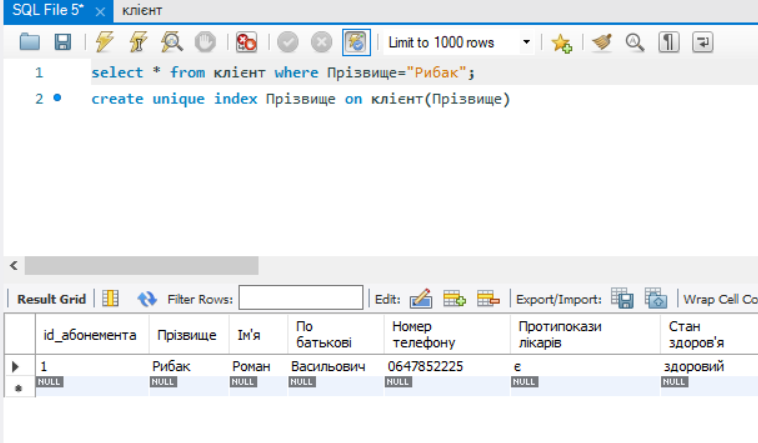 SQL File 5* × клієнт
Limit to 1000 rows
1 select * from клієнт where Прізвище="Рибак";
2 create unique index Прізвище on клієнт(Прізвище)
Result Grid Filter Rows: Edit: Export/Import: Wrap Cell Co
id_абонемента Прізвище Ім'я По батькові Номер телефону Протипокази лікарів Стан здоров'я
1 Рибак Роман Васильович 0647852225 є здоровий
NULL NULL NULL NULL NULL NULL NULL